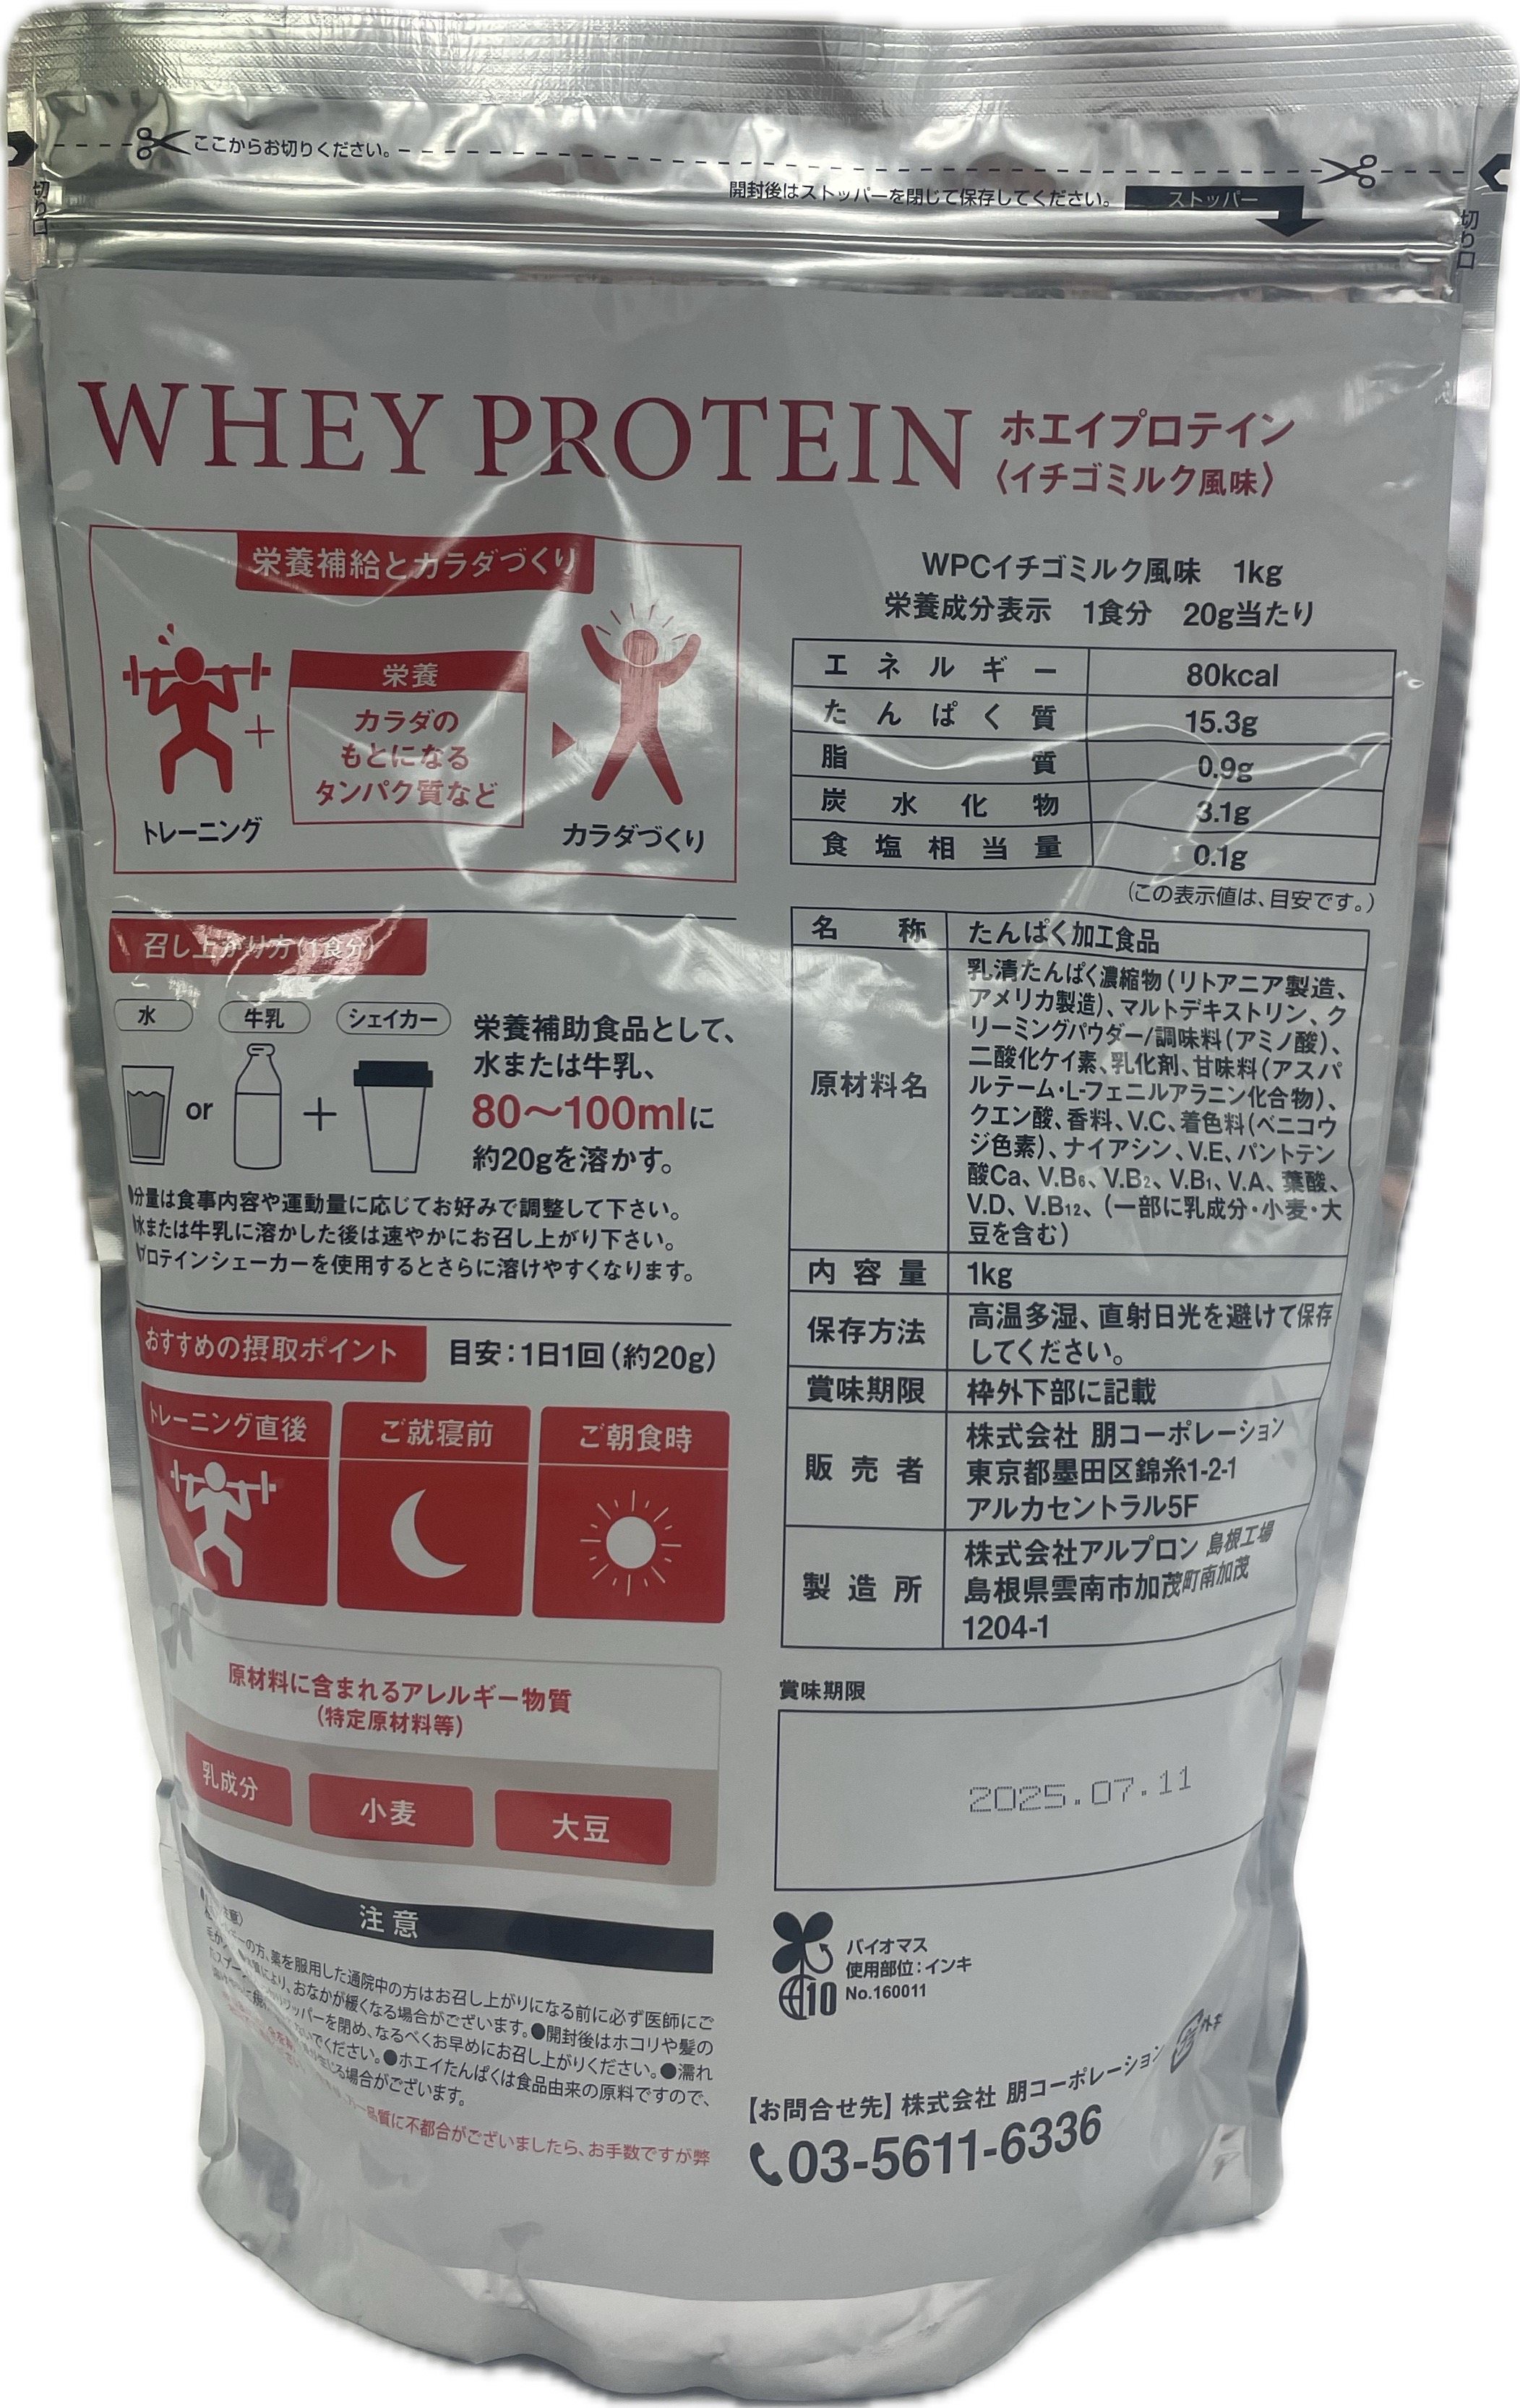 ここからお切りください。
開封後はストッパーを閉じて保存してください。
ストッパー
切り口
切り口
WHEY PROTEIN
ホエイプロテイン
〈イチゴミルク風味〉
栄養補給とカラダづくり
栄養
カラダの
もとになる
タンパク質など
トレーニング
+
カラダづくり
召し上がり方(1食分)
水
牛乳
シェイカー
or
+
栄養補助食品として、
水または牛乳、
80〜100mlに
約20gを溶かす。
分量は食事内容や運動量に応じてお好みで調整して下さい。
水または牛乳に溶かした後は速やかにお召し上がり下さい。
プロテインシェーカーを使用するとさらに溶けやすくなります。
おすすめの摂取ポイント
目安:1日1回(約20g)
トレーニング直後
ご就寝前
ご朝食時
原材料に含まれるアレルギー物質
(特定原材料等)
乳成分
小麦
大豆
注意
の方、薬を服用した通院中の方はお召し上がりになる前に必ず医師にご
により、おなかが緩くなる場合がございます。●開封後はホコリや髪の
ッパーを閉め、なるべくお早めにお召し上がりください。●濡れ
でください。●ホエイたんぱくは食品由来の原料ですので、
場合がございます。
品質に不都合がございましたら、お手数ですが弊
WPCイチゴミルク風味 1kg
栄養成分表示 1食分 20g当たり
エネルギー 80kcal
たんぱく質 15.3g
脂質 0.9g
炭水化物 3.1g
食塩相当量 0.1g
(この表示値は、目安です。)
名称 たんぱく加工食品
原材料名
乳清たんぱく濃縮物(リトアニア製造、
アメリカ製造)、マルトデキストリン、ク
リーミングパウダー/調味料(アミノ酸)、
二酸化ケイ素、乳化剤、甘味料(アスパ
ルテーム・L-フェニルアラニン化合物)、
クエン酸、香料、V.C、着色料(ベニコウ
ジ色素)、ナイアシン、V.E、パントテン
酸Ca、V.B6、V.B2、V.B1、V.A、葉酸、
V.D、V.B12、(一部に乳成分・小麦・大
豆を含む)
内容量 1kg
保存方法
高温多湿、直射日光を避けて保存
してください。
賞味期限 枠外下部に記載
販売者
株式会社 朋コーポレーション
東京都墨田区錦糸1-2-1
アルカセントラル5F
製造所
株式会社アルプロン 島根工場
島根県雲南市加茂町南加茂
1204-1
賞味期限
2025.07.11
バイオマス
使用部位:インキ
No.160011
10
【お問合せ先】株式会社 朋コーポレーション
03-5611-6336